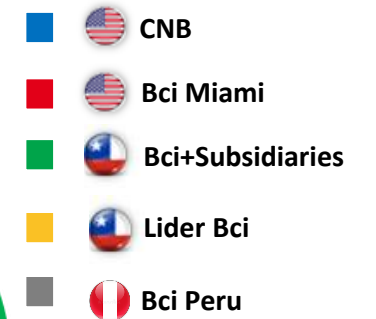 CNB
Bci Miami
Bci+Subsidiaries
Lider Bci
Bci Peru